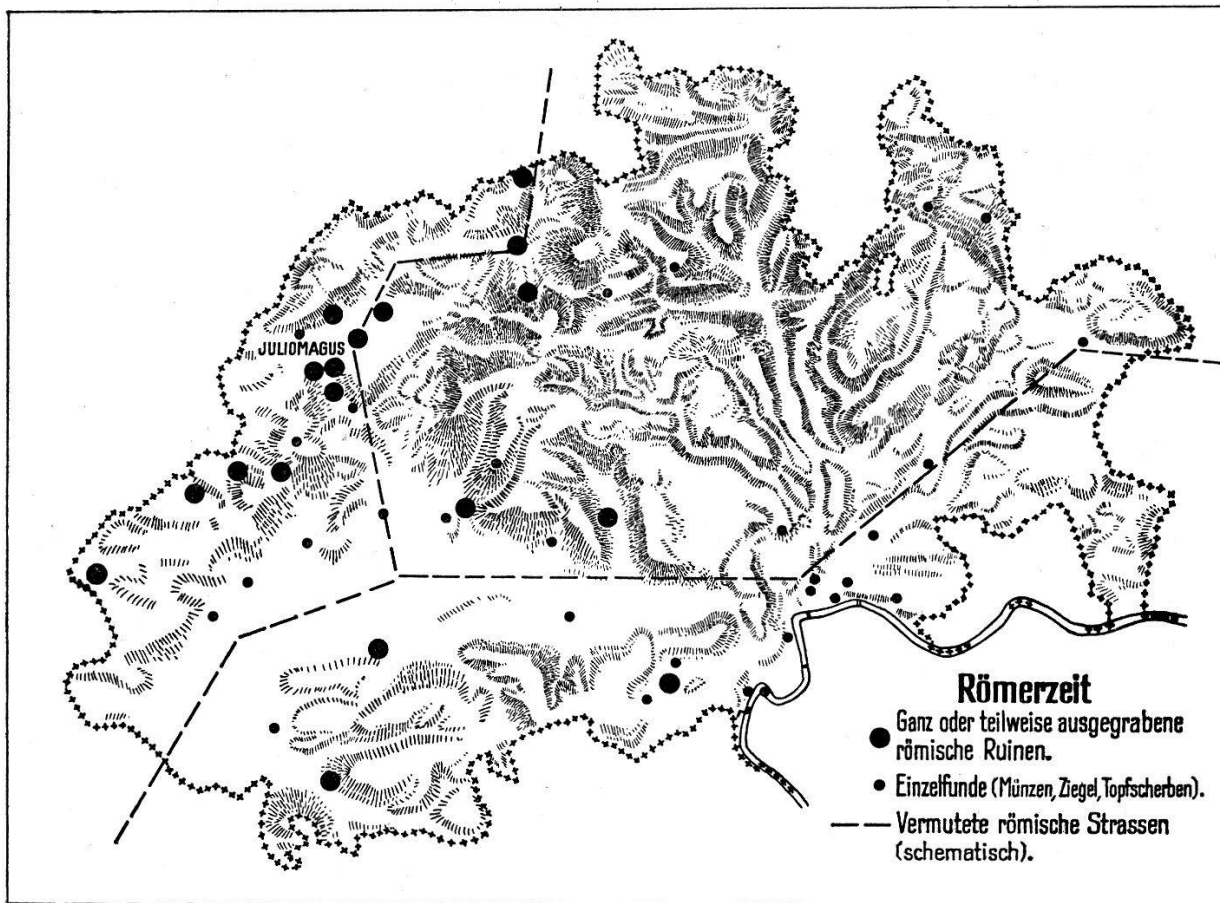 JULIOMAGUS
Römerzeit
Ganz oder teilweise ausgegrabene
römische Ruinen.
Einzelfunde (Münzen, Ziegel, Topfscherben).
Vermutete römische Strassen
(schematisch).